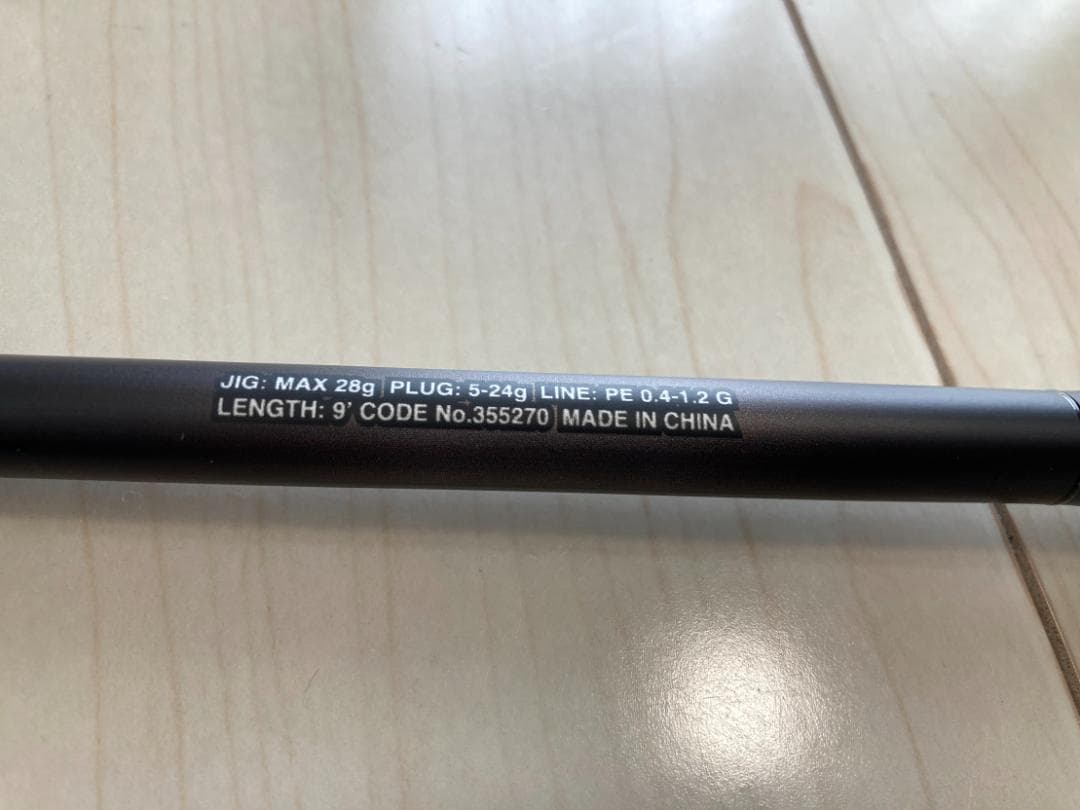 JIG: MAX 28g | PLUG: 5-24g | LINE: PE 0.4-1.2 G
LENGTH: 9' CODE No.355270 | MADE IN CHINA